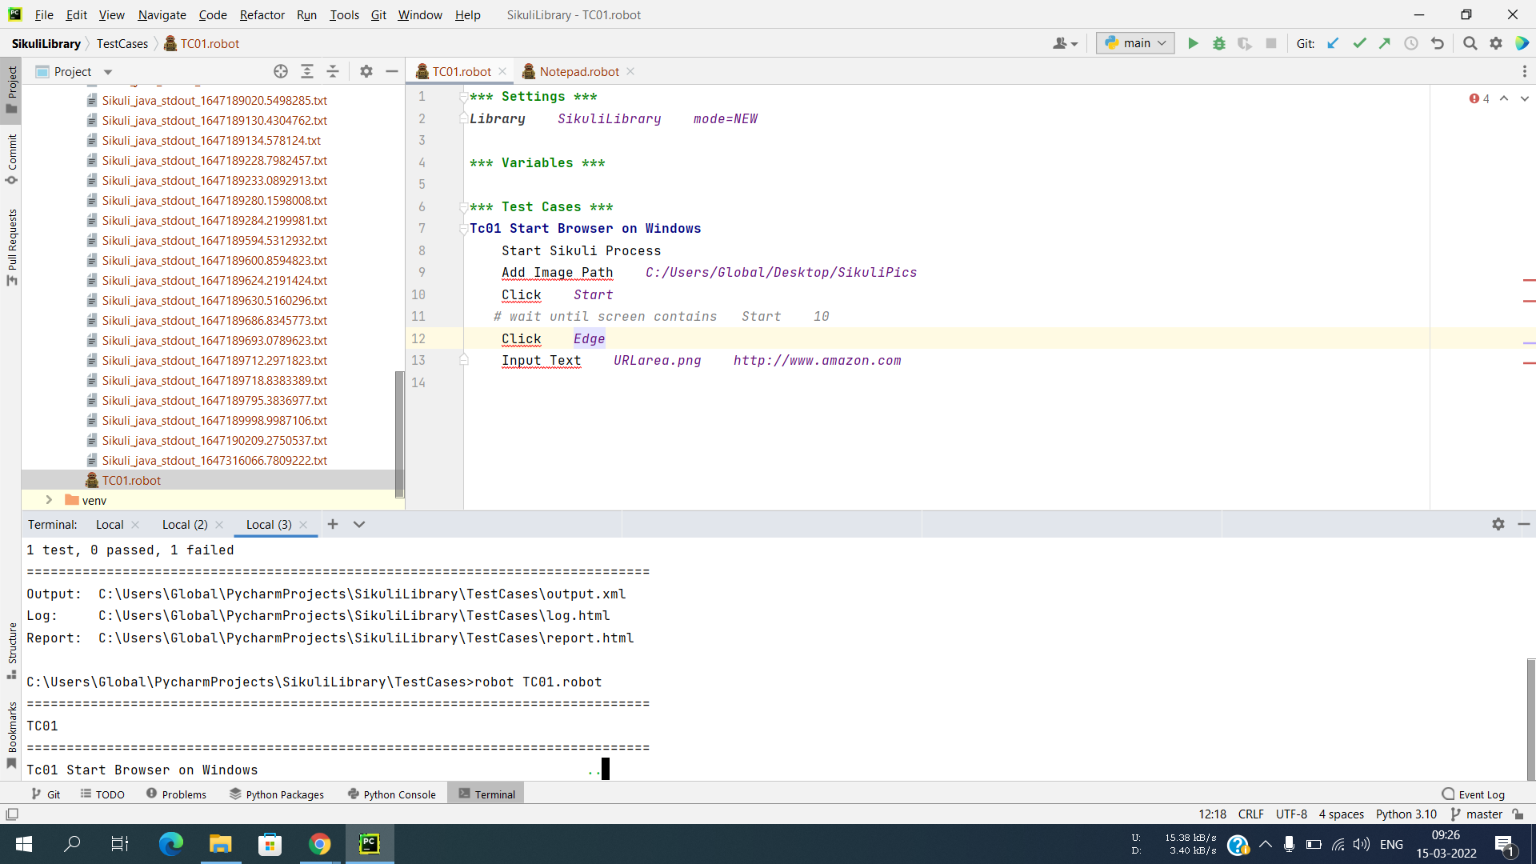 File Edit View Navigate Code Refactor Run Tools Git Window Help SikuliLibrary - TC01.robot
SikuliLibrary TestCases TC01.robot main Git:
Project TC01.robot Notepad.robot
Project
Commit
Pull Requests
Structure
Bookmarks
Sikuli_java_stdout_1647189020.5498285.txt
Sikuli_java_stdout_1647189130.4304762.txt
Sikuli_java_stdout_1647189134.578124.txt
Sikuli_java_stdout_1647189228.7982457.txt
Sikuli_java_stdout_1647189233.0892913.txt
Sikuli_java_stdout_1647189280.1598008.txt
Sikuli_java_stdout_1647189284.2199981.txt
Sikuli_java_stdout_1647189594.5312932.txt
Sikuli_java_stdout_1647189600.8594823.txt
Sikuli_java_stdout_1647189624.2191424.txt
Sikuli_java_stdout_1647189630.5160296.txt
Sikuli_java_stdout_1647189686.8345773.txt
Sikuli_java_stdout_1647189693.0789623.txt
Sikuli_java_stdout_1647189712.2971823.txt
Sikuli_java_stdout_1647189718.8383389.txt
Sikuli_java_stdout_1647189795.3836977.txt
Sikuli_java_stdout_1647189998.9987106.txt
Sikuli_java_stdout_1647190209.2750537.txt
Sikuli_java_stdout_1647316066.7809222.txt
TC01.robot
venv
1 *** Settings *** 4
2 Library SikuliLibrary mode=NEW
3
4 *** Variables ***
5
6 *** Test Cases ***
7 Tc01 Start Browser on Windows
8 Start Sikuli Process
9 Add Image Path C:/Users/Global/Desktop/SikuliPics
10 Click Start
11 # wait until screen contains Start 10
12 Click Edge
13 Input Text URLarea.png http://www.amazon.com
14
Terminal: Local Local (2) Local (3)
1 test, 0 passed, 1 failed
==============================================================================
Output: C:\Users\Global\PycharmProjects\SikuliLibrary\TestCases\output.xml
Log: C:\Users\Global\PycharmProjects\SikuliLibrary\TestCases\log.html
Report: C:\Users\Global\PycharmProjects\SikuliLibrary\TestCases\report.html
C:\Users\Global\PycharmProjects\SikuliLibrary\TestCases>robot TC01.robot
==============================================================================
TC01
==============================================================================
Tc01 Start Browser on Windows ..
Git TODO Problems Python Packages Python Console Terminal Event Log
12:18 CRLF UTF-8 4 spaces Python 3.10 master
U: 15.38 kB/s
D: 3.40 kB/s
ENG
09:26
15-03-2022
1